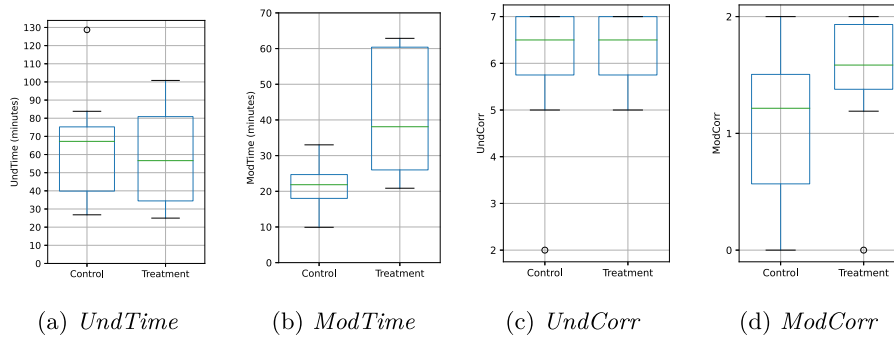 130
120
110
100
90
80
70
60
50
40
30
20
10
0
UndTime (minutes)
Control Treatment
(a) UndTime
70
60
50
40
30
20
10
0
ModTime (minutes)
Control Treatment
(b) ModTime
7
6
5
4
3
2
UndCorr
Control Treatment
(c) UndCorr
2
1
0
ModCorr
Control Treatment
(d) ModCorr